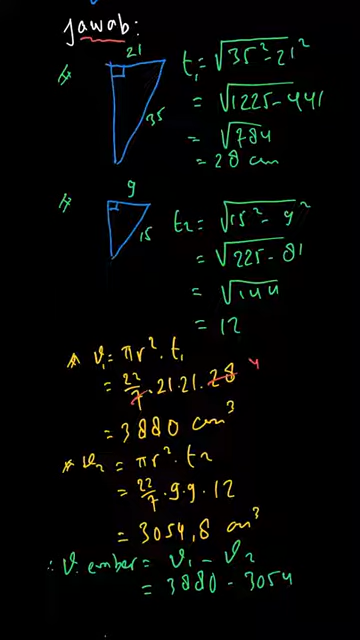 Jawab:
21
t₁ = √35² - 21²
35
= √1225 - 441
= √784
= 28 cm
9
15
t₂ = √15² - 9²
= √225 - 81
= √144
= 12
* V₁ = πr² . t₁
= 22/7 . 21 . 21 . 28 4
= 3880 cm³
* V₂ = πr² . t₂
= 22/7 . 9 . 9 . 12
= 3054,8 cm³
∴ V. ember = V₁ - V₂
= 3880 - 3054